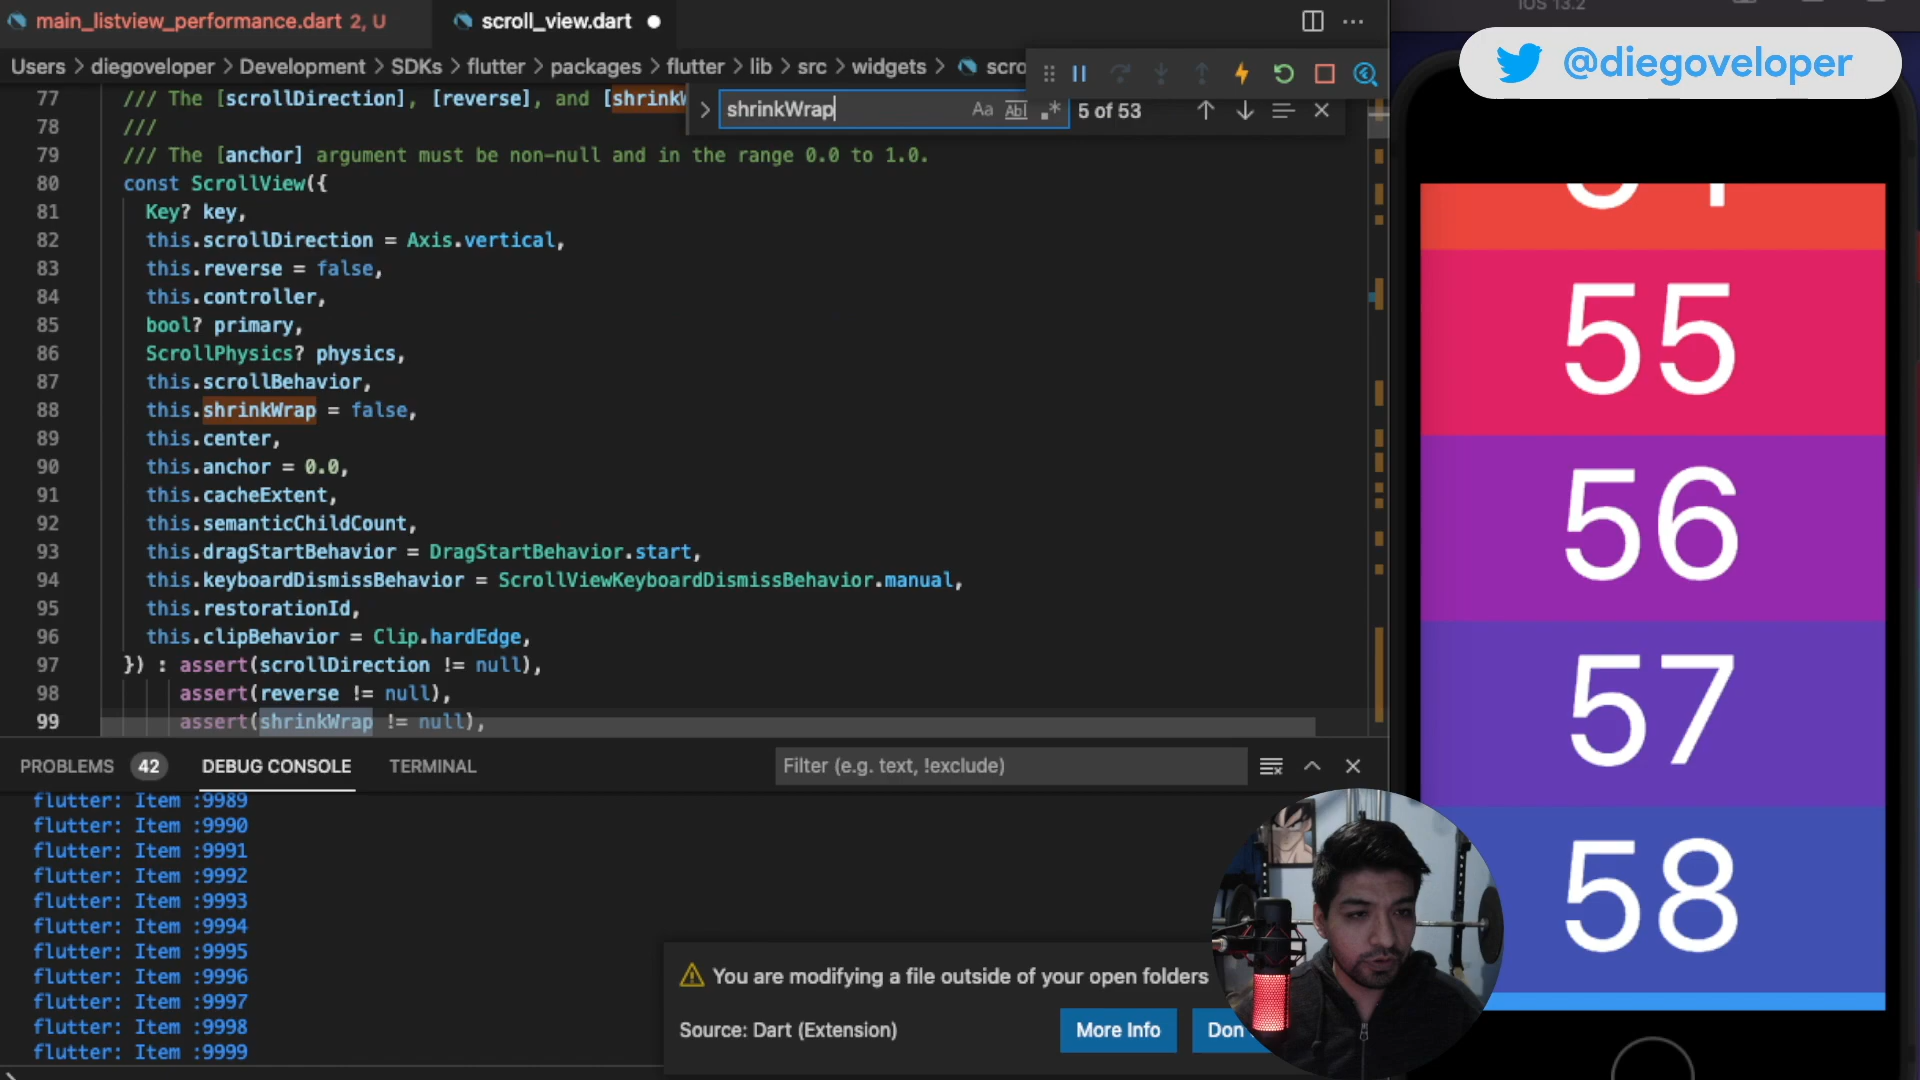 main_listview_performance.dart 2, U
scroll_view.dart
iOS 13.2
@diegoveloper
Users > diegoveloper > Development > SDKs > flutter > packages > flutter > lib > src > widgets > scro
shrinkWrap
Aa Abl .* 5 of 53
77 /// The [scrollDirection], [reverse], and [shrinkW
78 ///
79 /// The [anchor] argument must be non-null and in the range 0.0 to 1.0.
80 const ScrollView({
81 Key? key,
82 this.scrollDirection = Axis.vertical,
83 this.reverse = false,
84 this.controller,
85 bool? primary,
86 ScrollPhysics? physics,
87 this.scrollBehavior,
88 this.shrinkWrap = false,
89 this.center,
90 this.anchor = 0.0,
91 this.cacheExtent,
92 this.semanticChildCount,
93 this.dragStartBehavior = DragStartBehavior.start,
94 this.keyboardDismissBehavior = ScrollViewKeyboardDismissBehavior.manual,
95 this.restorationId,
96 this.clipBehavior = Clip.hardEdge,
97 }) : assert(scrollDirection != null),
98 assert(reverse != null),
99 assert(shrinkWrap != null),
PROBLEMS 42 DEBUG CONSOLE TERMINAL
Filter (e.g. text, !exclude)
flutter: Item :9989
flutter: Item :9990
flutter: Item :9991
flutter: Item :9992
flutter: Item :9993
flutter: Item :9994
flutter: Item :9995
flutter: Item :9996
flutter: Item :9997
flutter: Item :9998
flutter: Item :9999
You are modifying a file outside of your open folders
Source: Dart (Extension)
More Info
Don
55
56
57
58